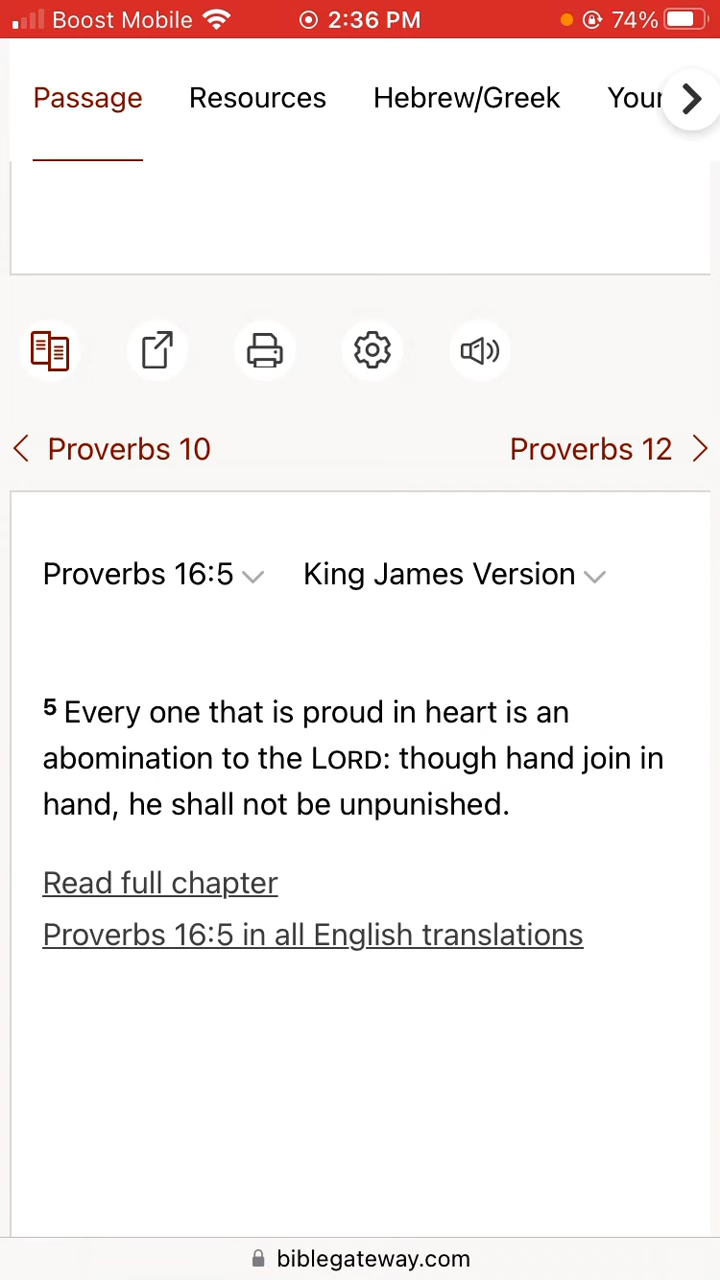 Boost Mobile 2:36 PM 74%
Passage Resources Hebrew/Greek Your
Proverbs 10 Proverbs 12
Proverbs 16:5 King James Version
5 Every one that is proud in heart is an
abomination to the LORD: though hand join in
hand, he shall not be unpunished.
Read full chapter
Proverbs 16:5 in all English translations
biblegateway.com